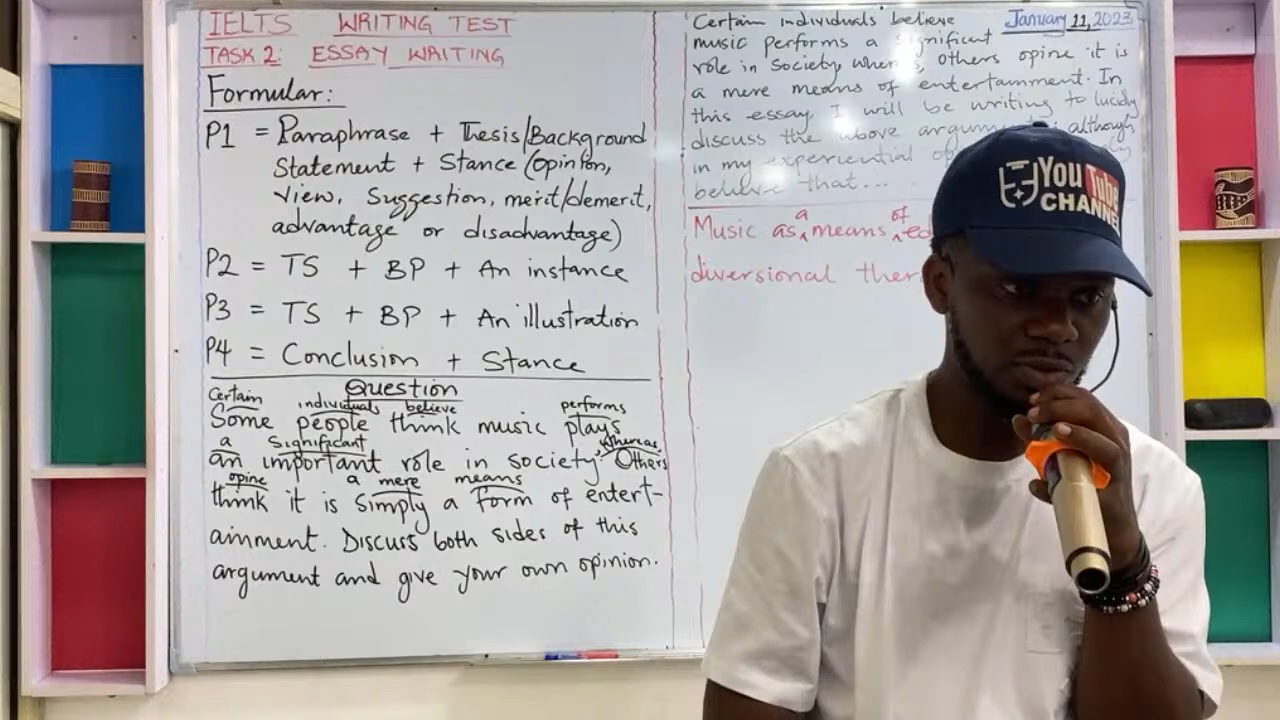 IELTS WRITING TEST
TASK 2: ESSAY WRITING
Formular:
P1 = Paraphrase + Thesis/Background
Statement + Stance (opinion,
view, suggestion, merit/demerit,
advantage or disadvantage)
P2 = TS + BP + An instance
P3 = TS + BP + An illustration
P4 = Conclusion + Stance
Question
Certain individuals believe performs
Some people think music plays
a significant whereas
an important role in society. Others
opine a mere means
think it is simply a form of entert-
ainment. Discuss both sides of this
argument and give your own opinion.
January 11, 2023
Certain individuals believe
music performs a significant
role in society others opine it is
a mere means of entertainment. In
this essay, I will be writing to lucidly
discuss the above although
in my experiential
believe that...
a of
Music as means
diversional
You Tube
CHANNEL